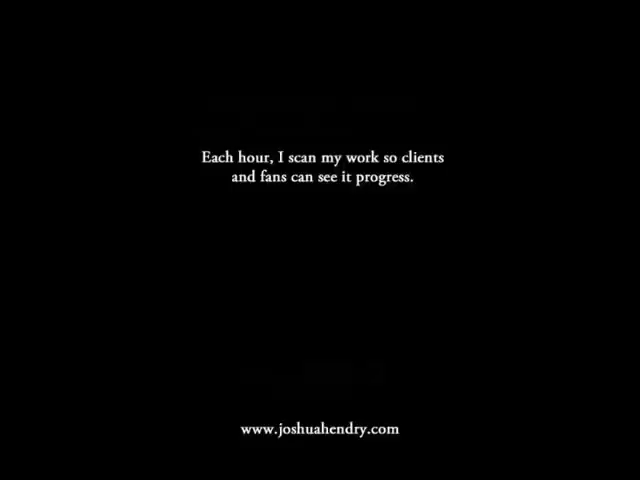 Each hour, I scan my work so clients
and fans can see it progress.
www.joshuahendry.com